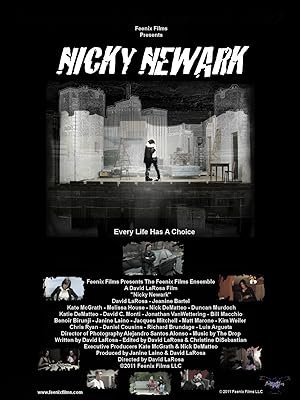 Feenix Films
Presents
NICKY NEWARK
Every Life Has A Choice
Feenix Films Presents The Feenix Films Ensemble
A David LaRosa Film
"Nicky Newark"
David LaRosa - Jeanine Bartel
Kate McGrath - Melissa House - Nick DeMatteo - Duncan Murdoch
Katie DeMatteo - David C. Monti - Jonathan VanWettering - Bill Macchio
Benoir Birunji - Janine Laino - Jacques Mitchell - Matt Marone - Kim Weiler
Chris Ryan - Daniel Cousins - Richard Brundage - Luis Argueta
Director of Photography Alejandro Santos Alonso - Music by The Drop
Written by David LaRosa - Edited by David LaRosa & Christine DiSebastian
Executive Producers Kate McGrath & Nick DeMatteo
Produced by Janine Laino & David LaRosa
Directed by David LaRosa
©2011 Feenix Films LLC
www.feenixfilms.com
©2011 Feenix Films LLC